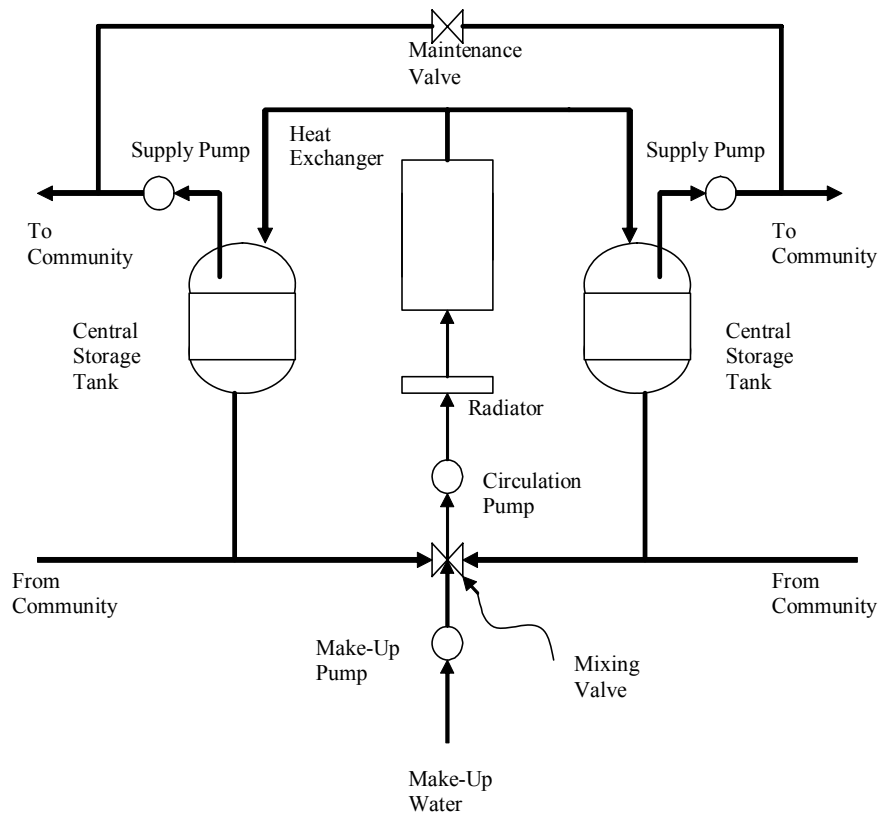 Maintenance
Valve
Heat
Exchanger
Supply Pump
Supply Pump
To
Community
To
Community
Central
Storage
Tank
Central
Storage
Tank
Radiator
Circulation
Pump
From
Community
From
Community
Make-Up
Pump
Mixing
Valve
Make-Up
Water